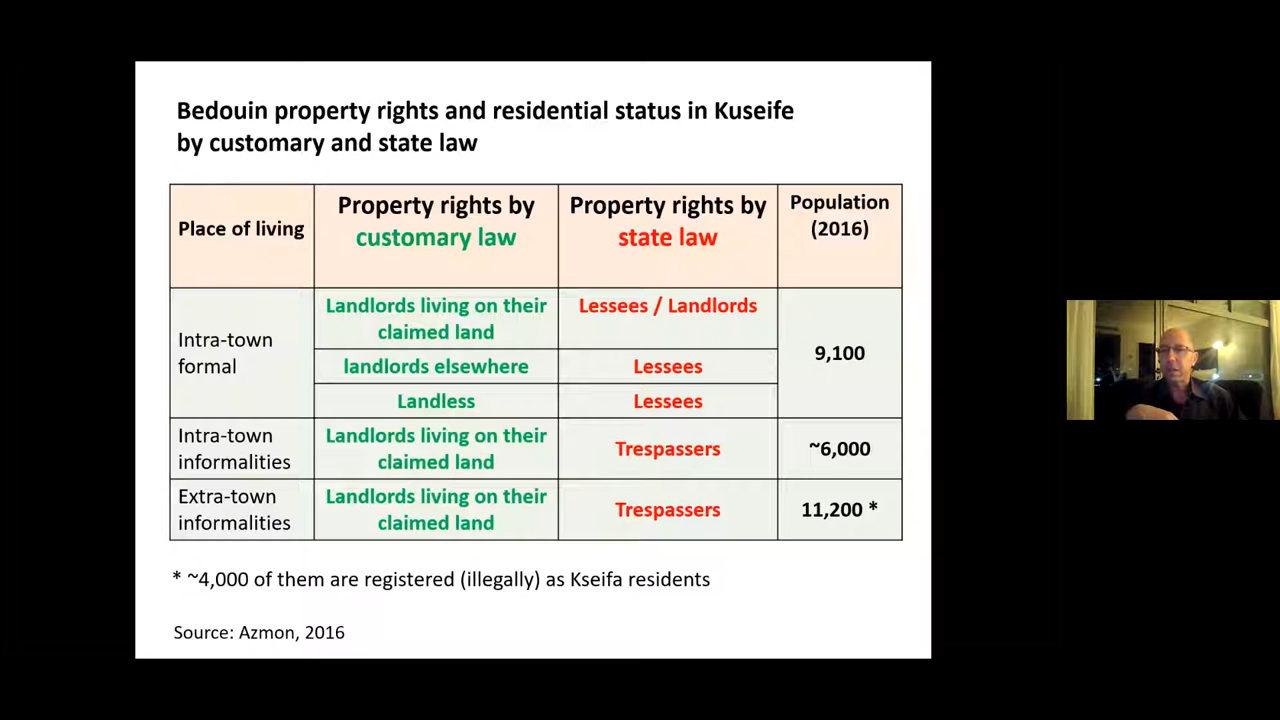 Bedouin property rights and residential status in Kuseife
by customary and state law
Place of living
Property rights by
customary law
Property rights by
state law
Population
(2016)
Intra-town
formal
Landlords living on their
claimed land
Lessees / Landlords
9,100
landlords elsewhere
Lessees
Landless
Lessees
Intra-town
informalities
Landlords living on their
claimed land
Trespassers
~6,000
Extra-town
informalities
Landlords living on their
claimed land
Trespassers
11,200 *
* ~4,000 of them are registered (illegally) as Kseifa residents
Source: Azmon, 2016